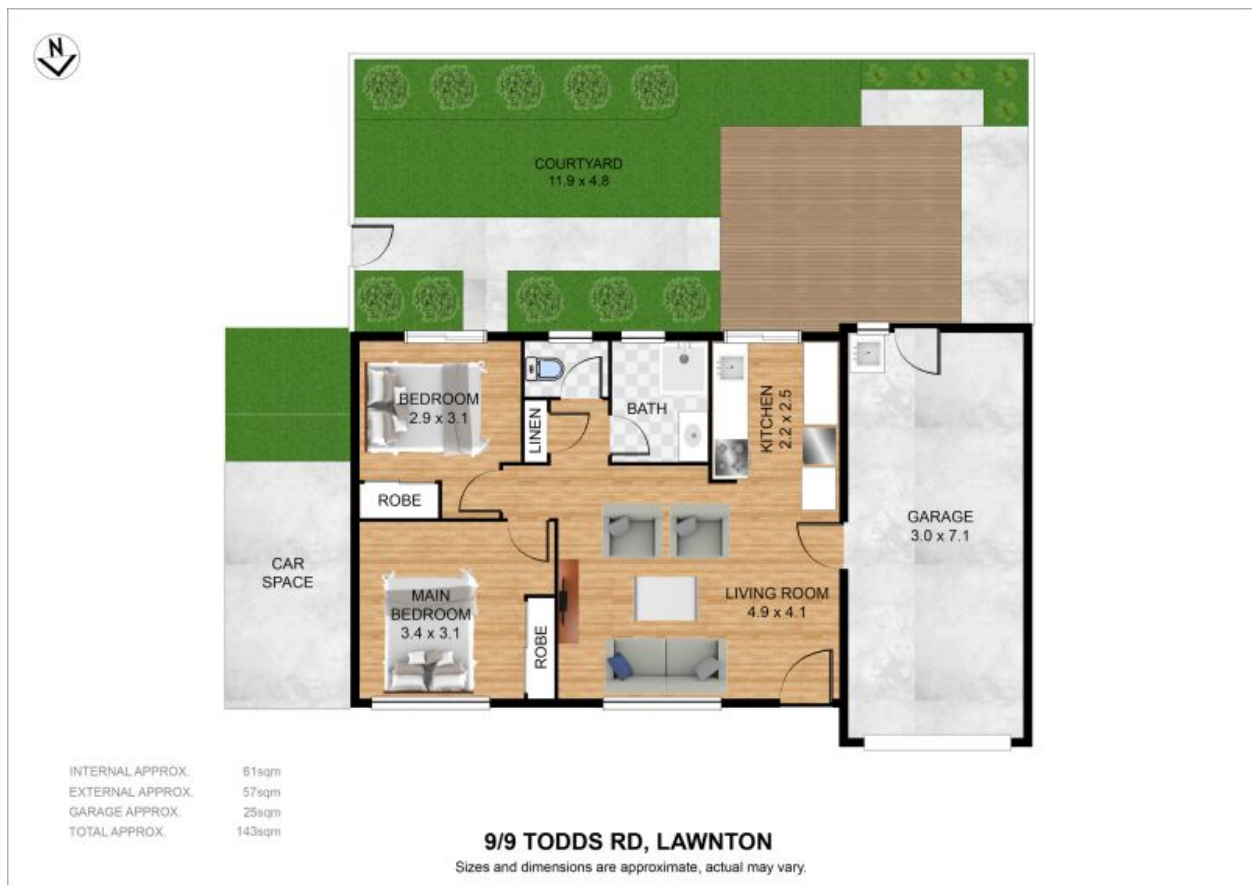 N
COURTYARD
11.9 x 4.8
BEDROOM
2.9 x 3.1
LINEN
BATH
KITCHEN
2.2 x 2.5
ROBE
GARAGE
3.0 x 7.1
CAR
SPACE
MAIN
BEDROOM
3.4 x 3.1
ROBE
LIVING ROOM
4.9 x 4.1
INTERNAL APPROX. 61sqm
EXTERNAL APPROX. 57sqm
GARAGE APPROX. 25sqm
TOTAL APPROX. 143sqm
9/9 TODDS RD, LAWNTON
Sizes and dimensions are approximate, actual may vary.